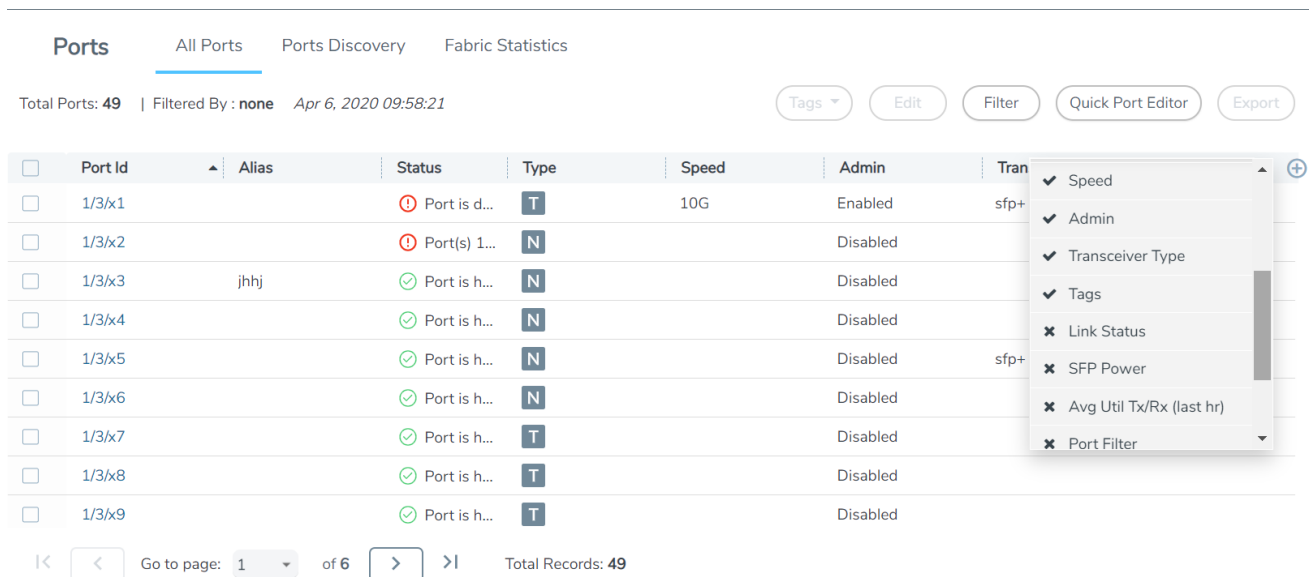 Ports All Ports Ports Discovery Fabric Statistics
Total Ports: 49 | Filtered By : none Apr 6, 2020 09:58:21 Tags Edit Filter Quick Port Editor Export
Port Id Alias Status Type Speed Admin Tran
1/3/x1 Port is d... T 10G Enabled sfp+
1/3/x2 Port(s) 1... N Disabled
1/3/x3 jhhj Port is h... N Disabled
1/3/x4 Port is h... N Disabled
1/3/x5 Port is h... N Disabled sfp+
1/3/x6 Port is h... N Disabled
1/3/x7 Port is h... T Disabled
1/3/x8 Port is h... T Disabled
1/3/x9 Port is h... T Disabled
Speed
Admin
Transceiver Type
Tags
Link Status
SFP Power
Avg Util Tx/Rx (last hr)
Port Filter
Go to page: 1 of 6 Total Records: 49